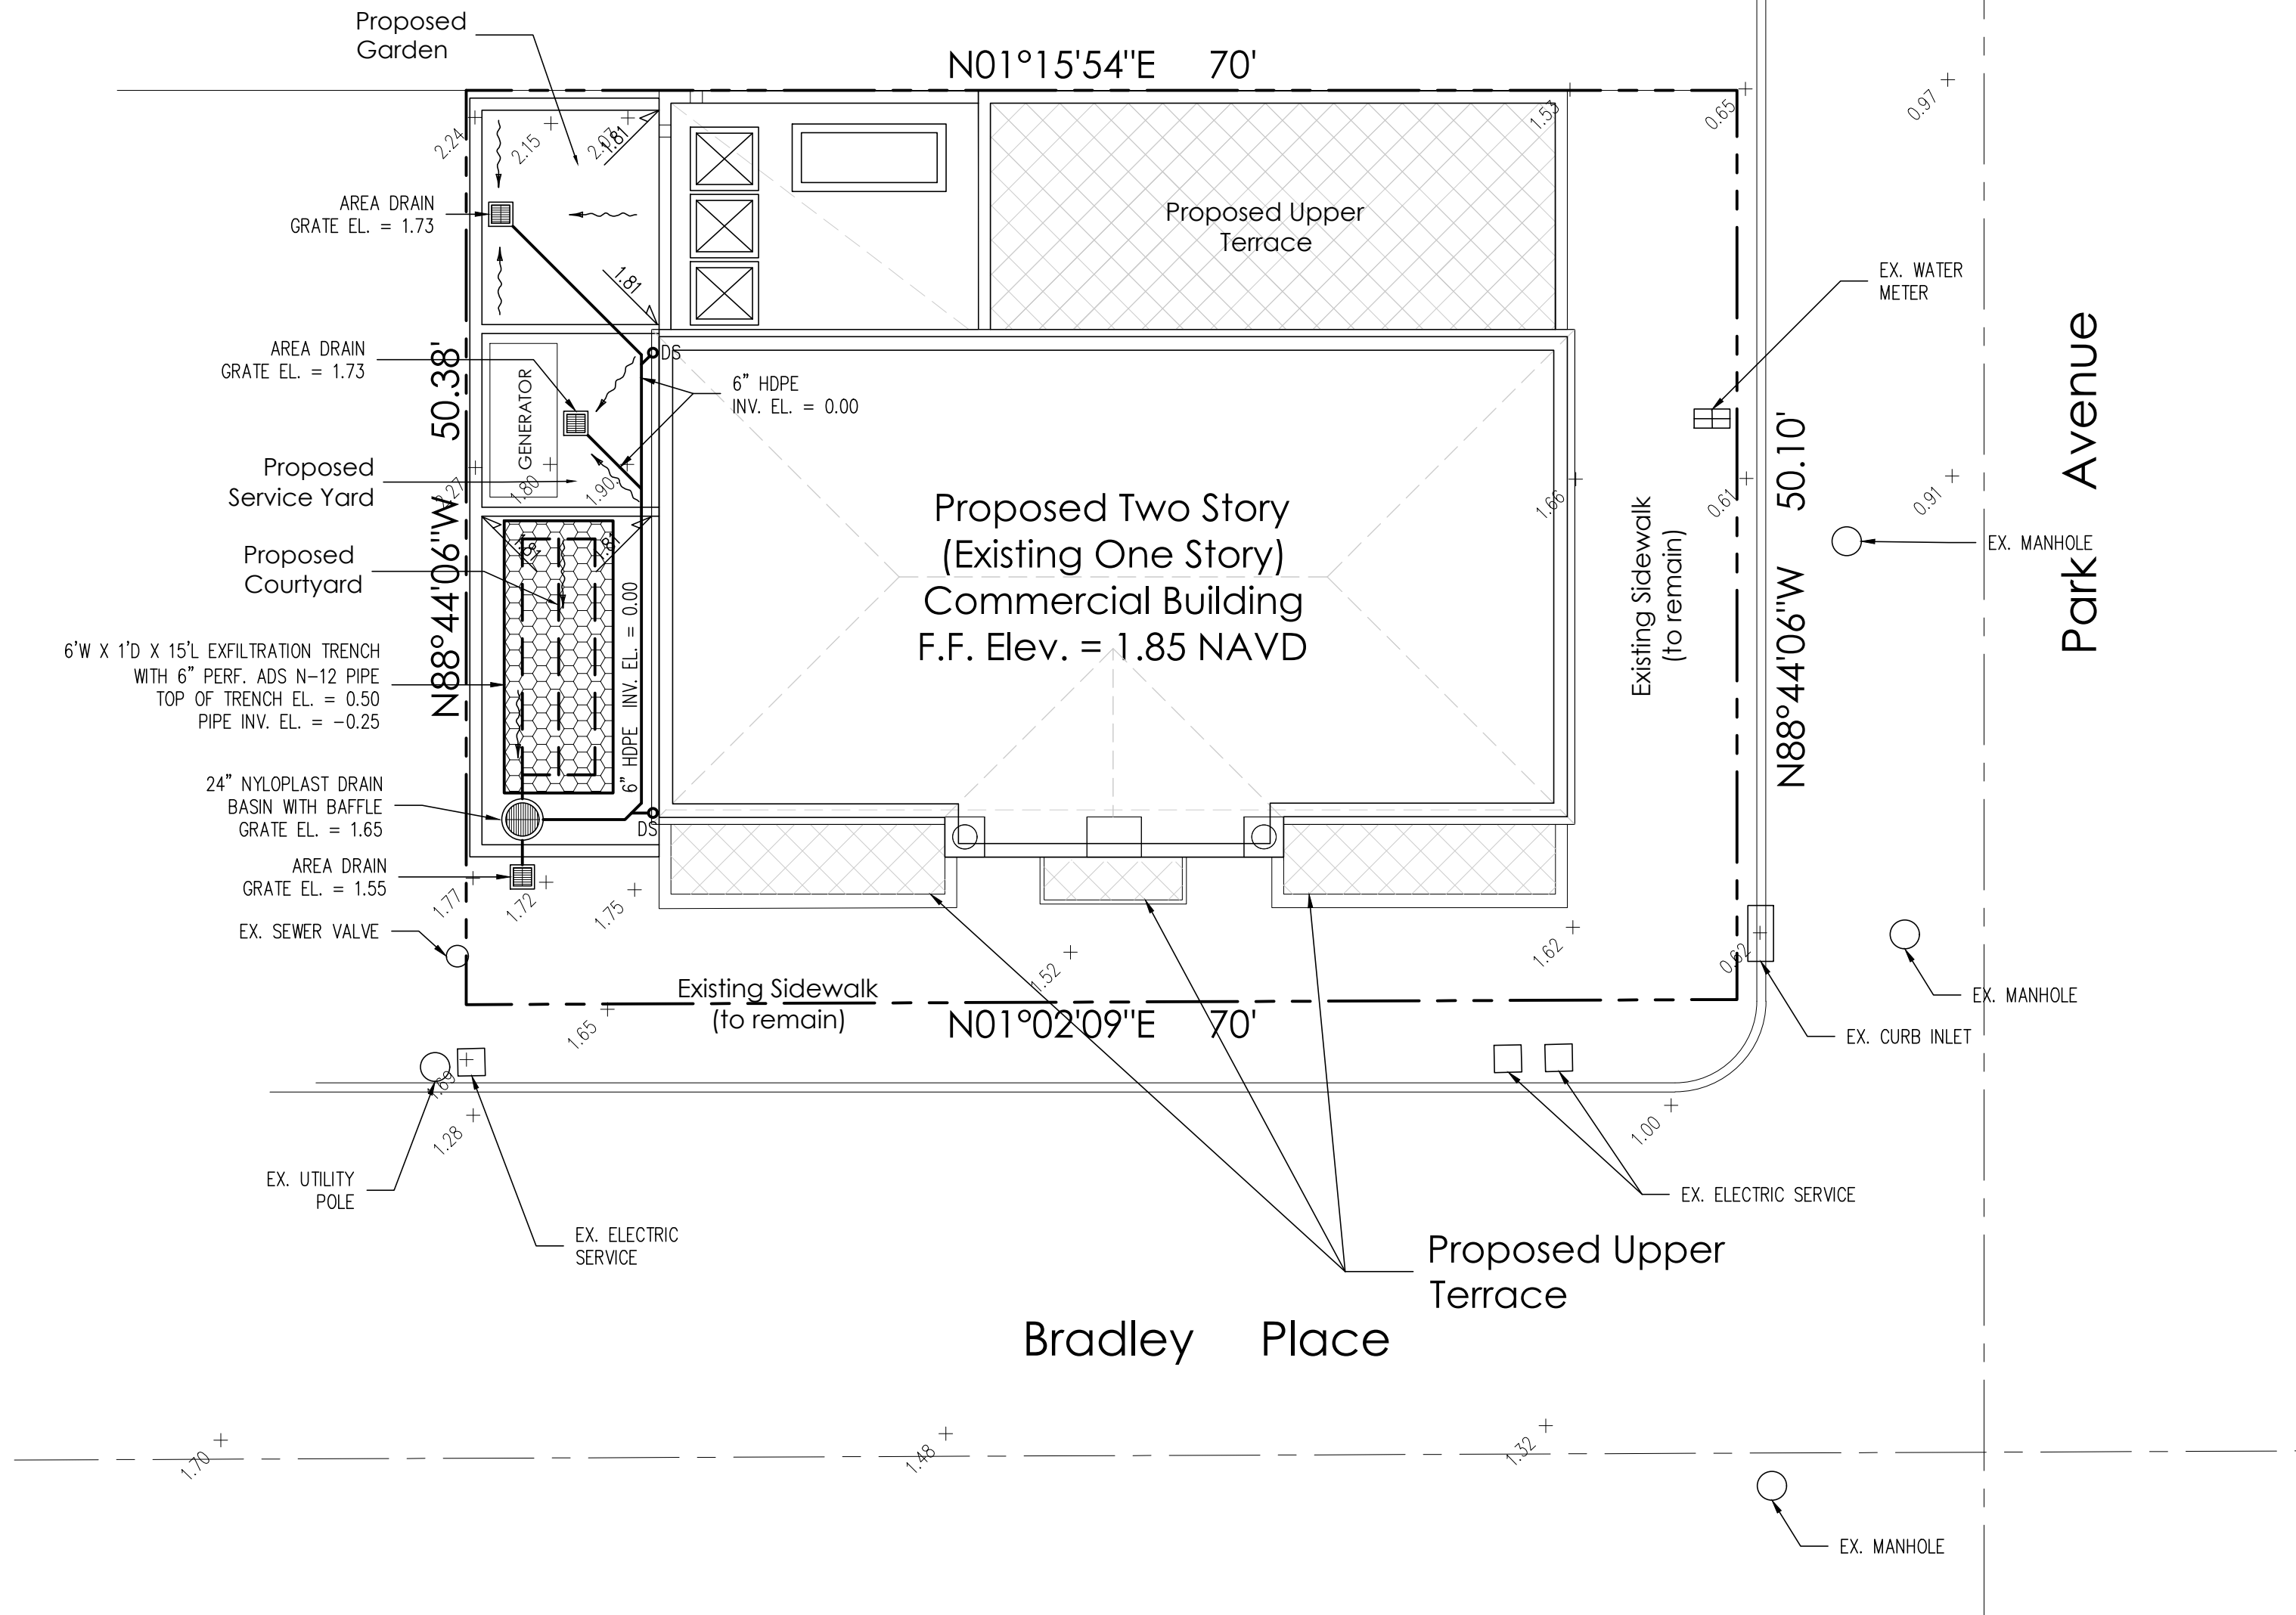 Proposed
Garden
N01°15'54"E 70'
2.24
2.15
2.07
1.81
1.53
0.65
0.97
AREA DRAIN
GRATE EL. = 1.73
Proposed Upper
Terrace
1.81
EX. WATER
METER
AREA DRAIN
GRATE EL. = 1.73
DS
6" HDPE
INV. EL. = 0.00
GENERATOR
N88°44'06"W 50.38'
N88°44'06"W 50.10'
Park Avenue
Proposed
Service Yard
1.80
1.90
1.66
0.61
0.91
Proposed Two Story
(Existing One Story)
Commercial Building
F.F. Elev. = 1.85 NAVD
Existing Sidewalk
(to remain)
EX. MANHOLE
Proposed
Courtyard
6" HDPE INV. EL. = 0.00
6'W X 1'D X 15'L EXFILTRATION TRENCH
WITH 6" PERF. ADS N-12 PIPE
TOP OF TRENCH EL. = 0.50
PIPE INV. EL. = -0.25
24" NYLOPLAST DRAIN
BASIN WITH BAFFLE
GRATE EL. = 1.65
DS
AREA DRAIN
GRATE EL. = 1.55
1.77
1.72
1.75
1.52
1.62
0.62
EX. SEWER VALVE
Existing Sidewalk
(to remain)
N01°02'09"E 70'
EX. MANHOLE
EX. CURB INLET
1.65
1.69
1.28
1.00
EX. UTILITY
POLE
EX. ELECTRIC
SERVICE
EX. ELECTRIC SERVICE
Proposed Upper
Terrace
Bradley Place
1.70
1.48
1.32
EX. MANHOLE